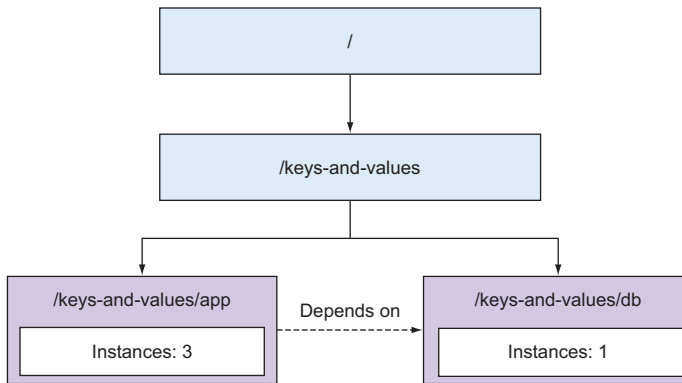 /
/keys-and-values
/keys-and-values/app
Instances: 3
Depends on
/keys-and-values/db
Instances: 1